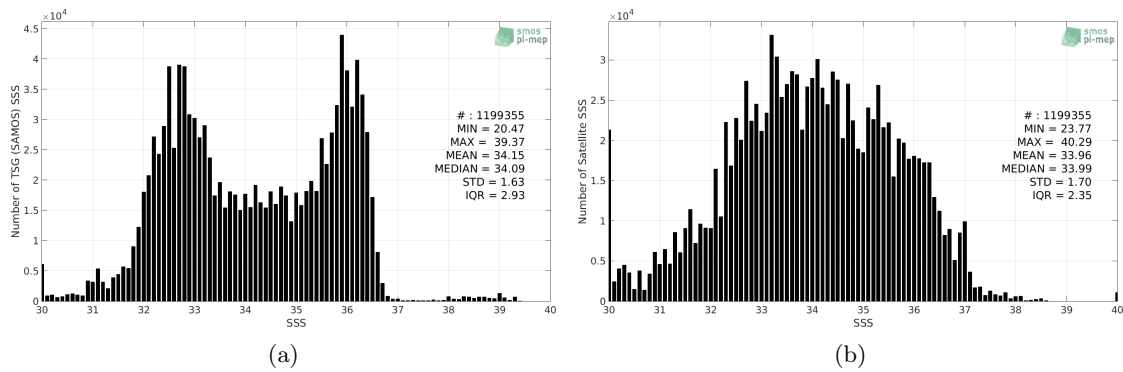 ×10⁴
4.5
4
3.5
3
2.5
2
1.5
1
0.5
0
Number of TSG (SAMOS) SSS
smos
pi-mep
# : 1199355
MIN = 20.47
MAX = 39.37
MEAN = 34.15
MEDIAN = 34.09
STD = 1.63
IQR = 2.93
30 31 32 33 34 35 36 37 38 39 40
SSS
(a)
×10⁴
3
2.5
2
1.5
1
0.5
0
Number of Satellite SSS
smos
pi-mep
# : 1199355
MIN = 23.77
MAX = 40.29
MEAN = 33.96
MEDIAN = 33.99
STD = 1.70
IQR = 2.35
30 31 32 33 34 35 36 37 38 39 40
SSS
(b)